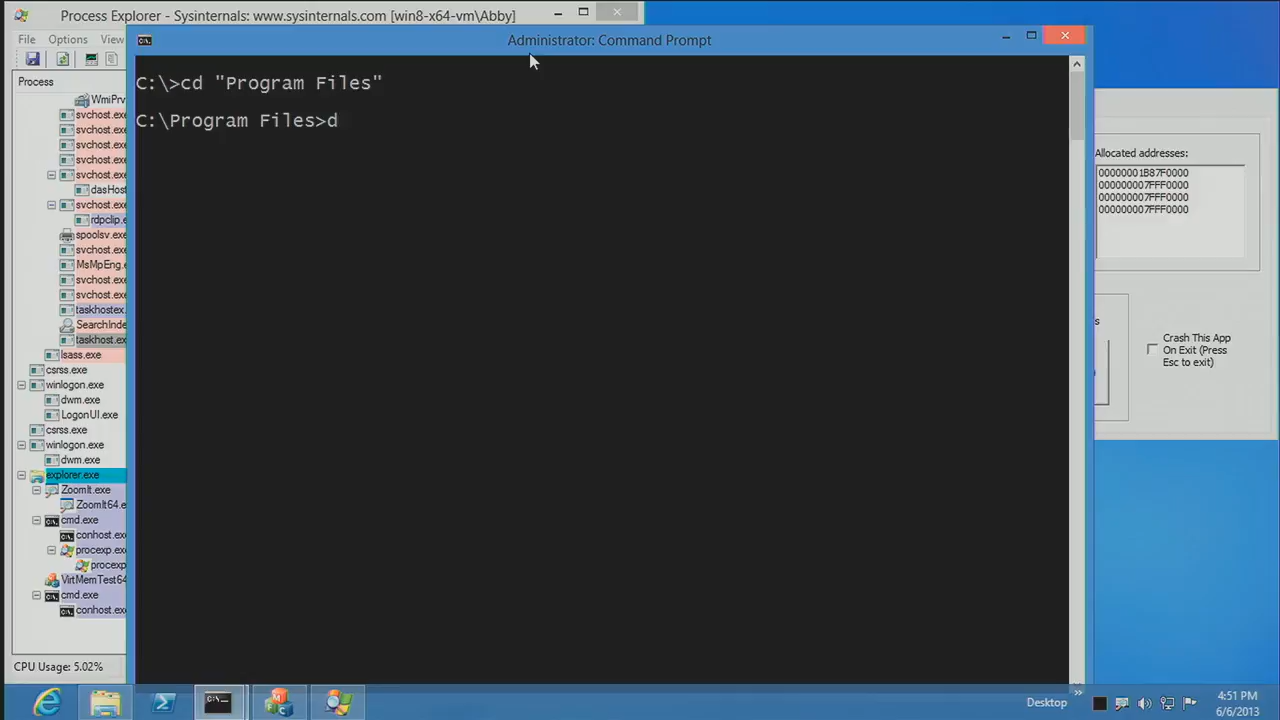 Process Explorer - Sysinternals: www.sysinternals.com [win8-x64-vm\Abby]
File Options View
Process
WmiPrv
svchost.exe
svchost.exe
svchost.exe
svchost.exe
svchost.exe
dasHost
svchost.exe
rdpclip.e
spoolsv.exe
svchost.exe
MsMpEng.e
svchost.exe
svchost.exe
taskhostex.
SearchInde
taskhost.exe
lsass.exe
csrss.exe
winlogon.exe
dwm.exe
LogonUI.exe
csrss.exe
winlogon.exe
dwm.exe
explorer.exe
ZoomIt.exe
ZoomIt64.e
cmd.exe
conhost.exe
procexp.exe
procexp
VirtMemTest64
cmd.exe
conhost.exe
CPU Usage: 5.02%
Administrator: Command Prompt
C:\>cd "Program Files"
C:\Program Files>d
Allocated addresses:
00000001B87F0000
000000007FFF0000
000000007FFF0000
000000007FFF0000
s
Crash This App
On Exit (Press
Esc to exit)
Desktop
4:51 PM
6/6/2013